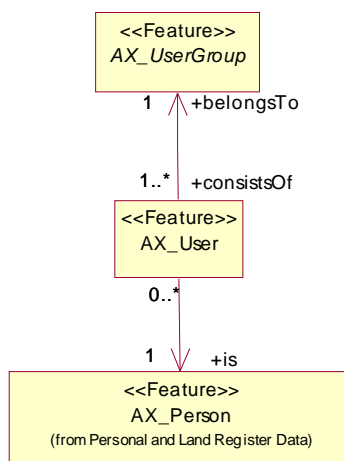 <<Feature>>
AX_UserGroup
1 +belongsTo
1..* +consistsOf
<<Feature>>
AX_User
0..*
1 +is
<<Feature>>
AX_Person
(from Personal and Land Register Data)